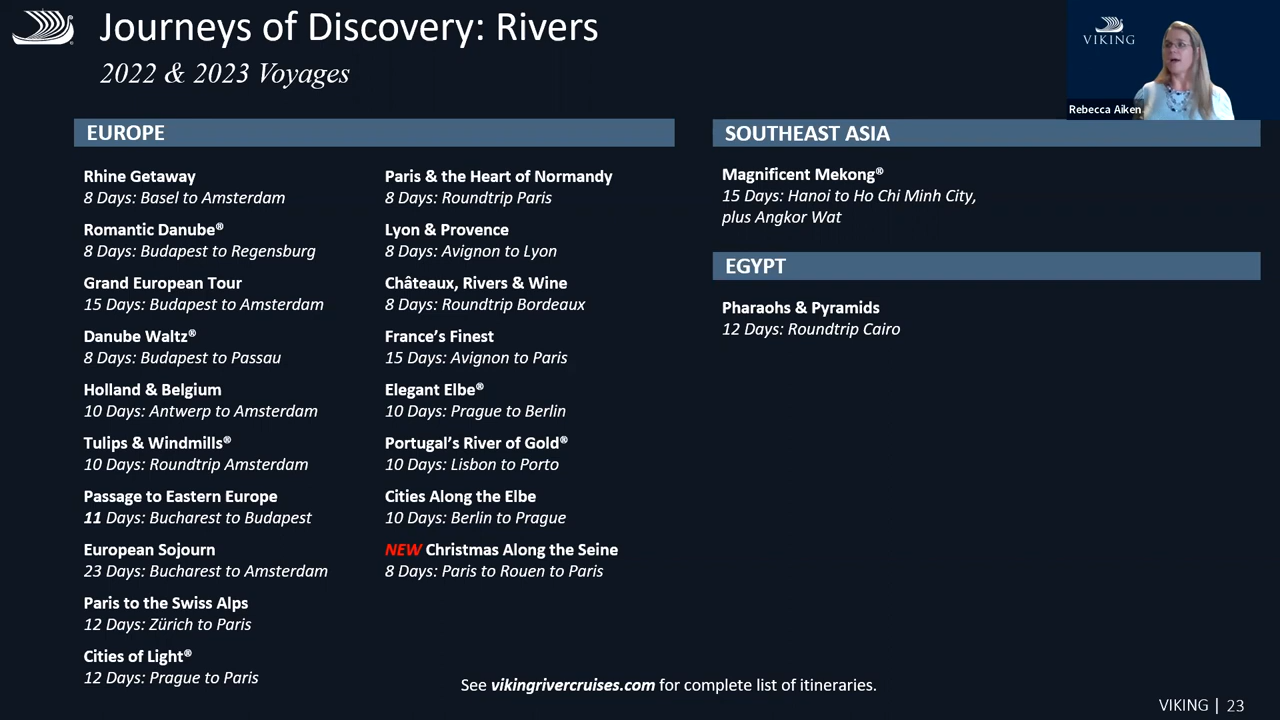 Journeys of Discovery: Rivers
2022 & 2023 Voyages
VIKING
Rebecca Aiken
EUROPE
Rhine Getaway
8 Days: Basel to Amsterdam
Romantic Danube®
8 Days: Budapest to Regensburg
Grand European Tour
15 Days: Budapest to Amsterdam
Danube Waltz®
8 Days: Budapest to Passau
Holland & Belgium
10 Days: Antwerp to Amsterdam
Tulips & Windmills®
10 Days: Roundtrip Amsterdam
Passage to Eastern Europe
11 Days: Bucharest to Budapest
European Sojourn
23 Days: Bucharest to Amsterdam
Paris to the Swiss Alps
12 Days: Zürich to Paris
Cities of Light®
12 Days: Prague to Paris
Paris & the Heart of Normandy
8 Days: Roundtrip Paris
Lyon & Provence
8 Days: Avignon to Lyon
Châteaux, Rivers & Wine
8 Days: Roundtrip Bordeaux
France’s Finest
15 Days: Avignon to Paris
Elegant Elbe®
10 Days: Prague to Berlin
Portugal’s River of Gold®
10 Days: Lisbon to Porto
Cities Along the Elbe
10 Days: Berlin to Prague
NEW Christmas Along the Seine
8 Days: Paris to Rouen to Paris
SOUTHEAST ASIA
Magnificent Mekong®
15 Days: Hanoi to Ho Chi Minh City,
plus Angkor Wat
EGYPT
Pharaohs & Pyramids
12 Days: Roundtrip Cairo
See vikingrivercruises.com for complete list of itineraries.
VIKING | 23